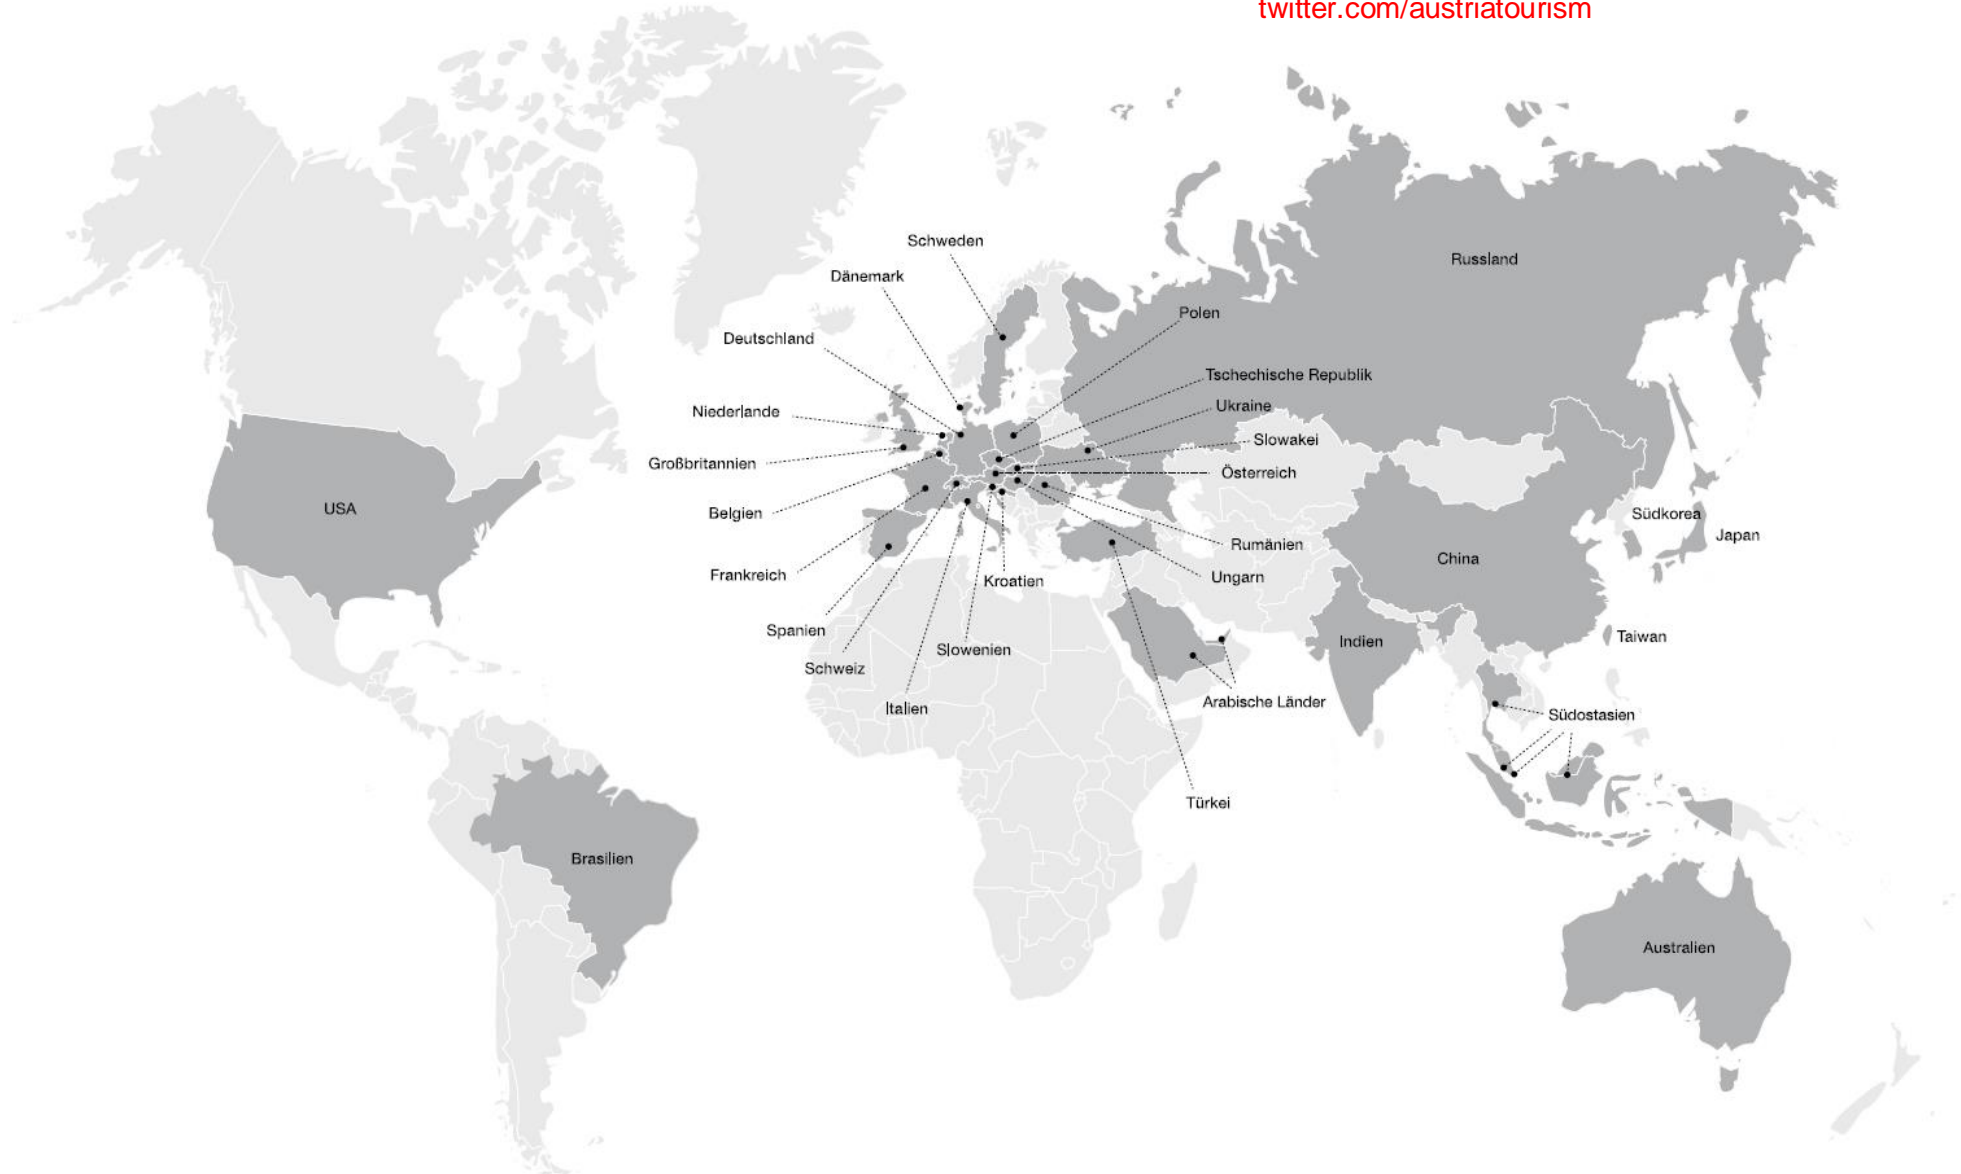 twitter.com/austriatourism
Schweden
Russland
Dänemark
Polen
Deutschland
Tschechische Republik
Ukraine
Niederlande
Slowakei
Großbritannien
Österreich
USA
Belgien
Südkorea
Japan
Rumänien
China
Frankreich
Kroatien
Ungarn
Spanien
Taiwan
Indien
Slowenien
Schweiz
Arabische Länder
Italien
Südostasien
Türkei
Brasilien
Australien